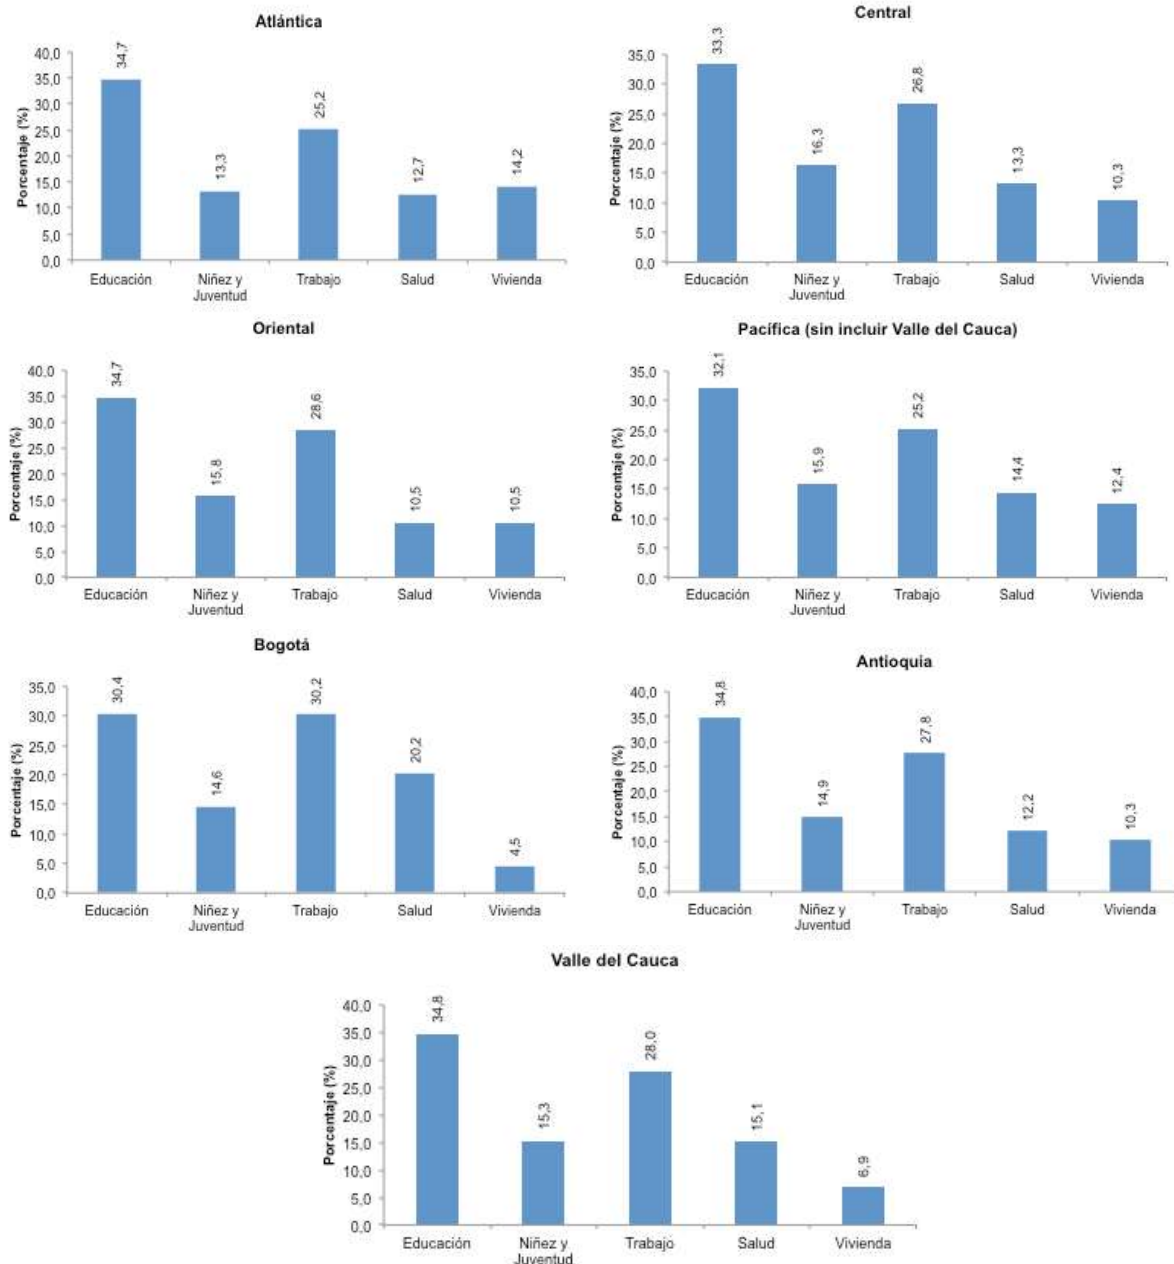 Atlántica
Porcentaje (%)
40,0
35,0
30,0
25,0
20,0
15,0
10,0
5,0
0,0
34,7
13,3
25,2
12,7
14,2
Educación
Niñez y
Juventud
Trabajo
Salud
Vivienda
Central
Porcentaje (%)
35,0
30,0
25,0
20,0
15,0
10,0
5,0
0,0
33,3
16,3
26,8
13,3
10,3
Educación
Niñez y
Juventud
Trabajo
Salud
Vivienda
Oriental
Porcentaje (%)
40,0
35,0
30,0
25,0
20,0
15,0
10,0
5,0
0,0
34,7
15,8
28,6
10,5
10,5
Educación
Niñez y
Juventud
Trabajo
Salud
Vivienda
Pacífica (sin incluir Valle del Cauca)
Porcentaje (%)
35,0
30,0
25,0
20,0
15,0
10,0
5,0
0,0
32,1
15,9
25,2
14,4
12,4
Educación
Niñez y
Juventud
Trabajo
Salud
Vivienda
Bogotá
Porcentaje (%)
35,0
30,0
25,0
20,0
15,0
10,0
5,0
0,0
30,4
14,6
30,2
20,2
4,5
Educación
Niñez y
Juventud
Trabajo
Salud
Vivienda
Antioquia
Porcentaje (%)
40,0
35,0
30,0
25,0
20,0
15,0
10,0
5,0
0,0
34,8
14,9
27,8
12,2
10,3
Educación
Niñez y
Juventud
Trabajo
Salud
Vivienda
Valle del Cauca
Porcentaje (%)
40,0
35,0
30,0
25,0
20,0
15,0
10,0
5,0
0,0
34,8
15,3
28,0
15,1
6,9
Educación
Niñez y
Juventud
Trabajo
Salud
Vivienda